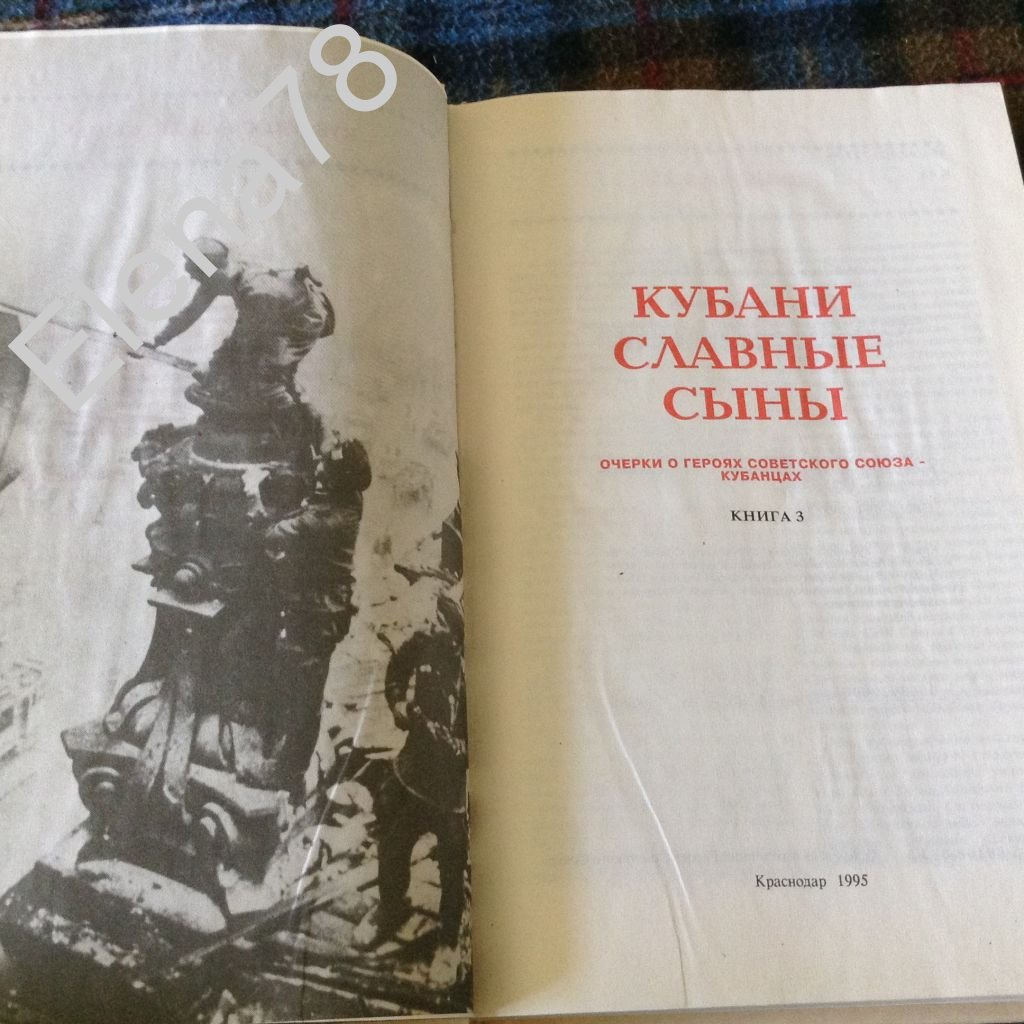 Elena78
КУБАНИ
СЛАВНЫЕ
СЫНЫ
ОЧЕРКИ О ГЕРОЯХ СОВЕТСКОГО СОЮЗА -
КУБАНЦАХ
КНИГА 3
Краснодар 1995